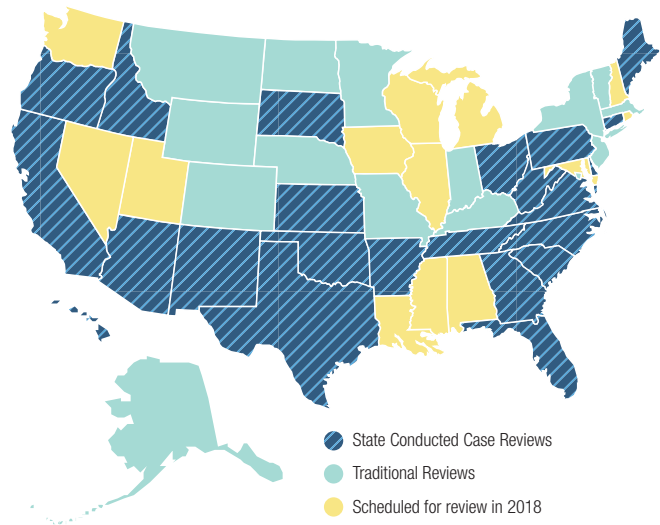 State Conducted Case Reviews
Traditional Reviews
Scheduled for review in 2018